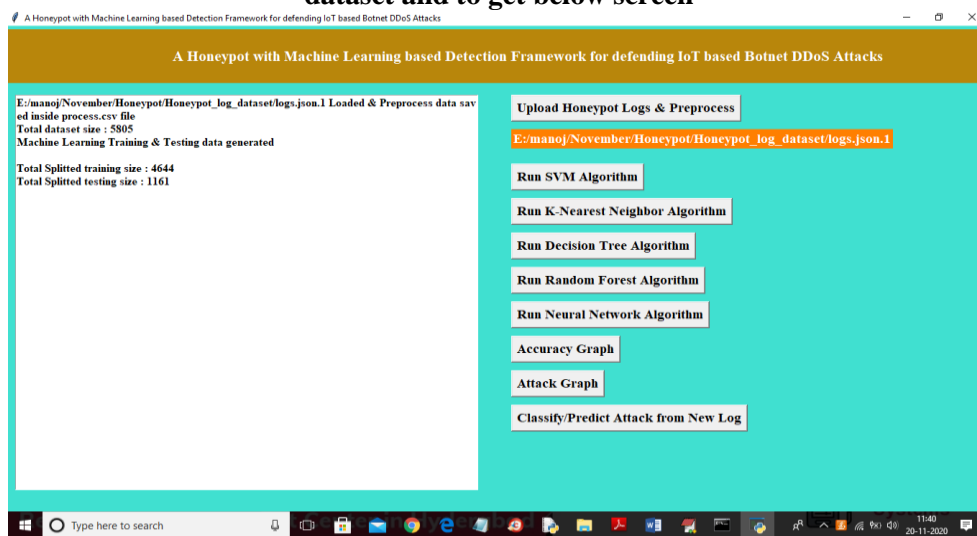 dataset and to get below screen
A Honeypot with Machine Learning based Detection Framework for defending IoT based Botnet DDoS Attacks
A Honeypot with Machine Learning based Detection Framework for defending IoT based Botnet DDoS Attacks
E:/manoj/November/Honeypot/Honeypot_log_dataset/logs.json.1 Loaded & Preprocess data sav
ed inside process.csv file
Total dataset size : 5805
Machine Learning Training & Testing data generated
Total Splitted training size : 4644
Total Splitted testing size : 1161
Upload Honeypot Logs & Preprocess
E:/manoj/November/Honeypot/Honeypot_log_dataset/logs.json.1
Run SVM Algorithm
Run K-Nearest Neighbor Algorithm
Run Decision Tree Algorithm
Run Random Forest Algorithm
Run Neural Network Algorithm
Accuracy Graph
Attack Graph
Classify/Predict Attack from New Log
Type here to search
11:40
20-11-2020